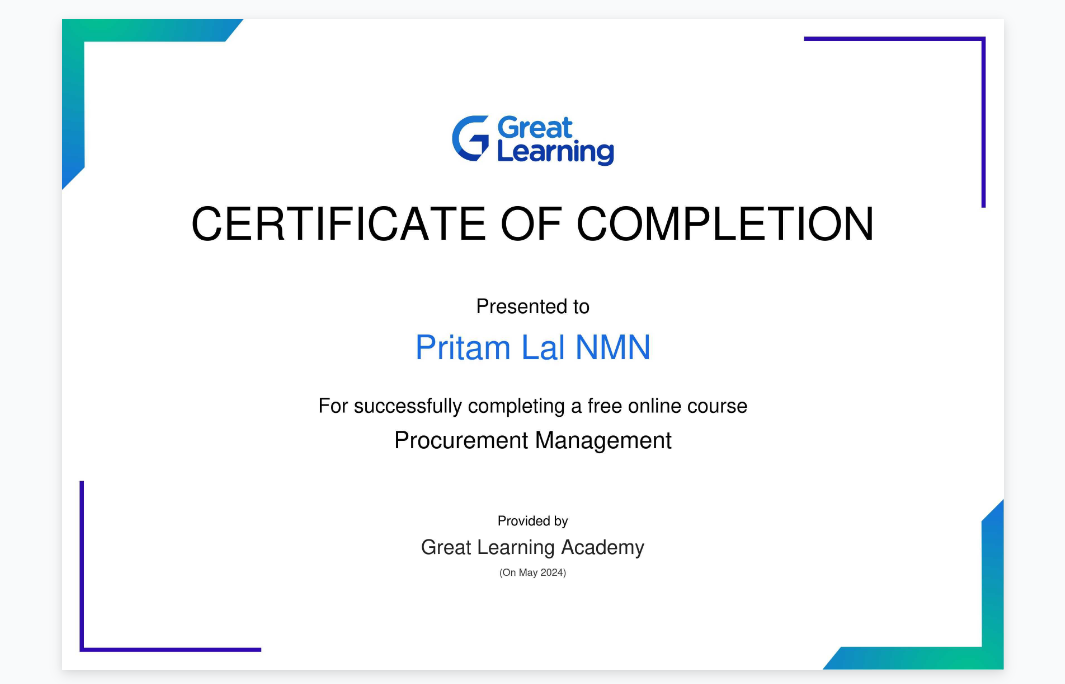 Great
Learning
CERTIFICATE OF COMPLETION
Presented to
Pritam Lal NMN
For successfully completing a free online course
Procurement Management
Provided by
Great Learning Academy
(On May 2024)